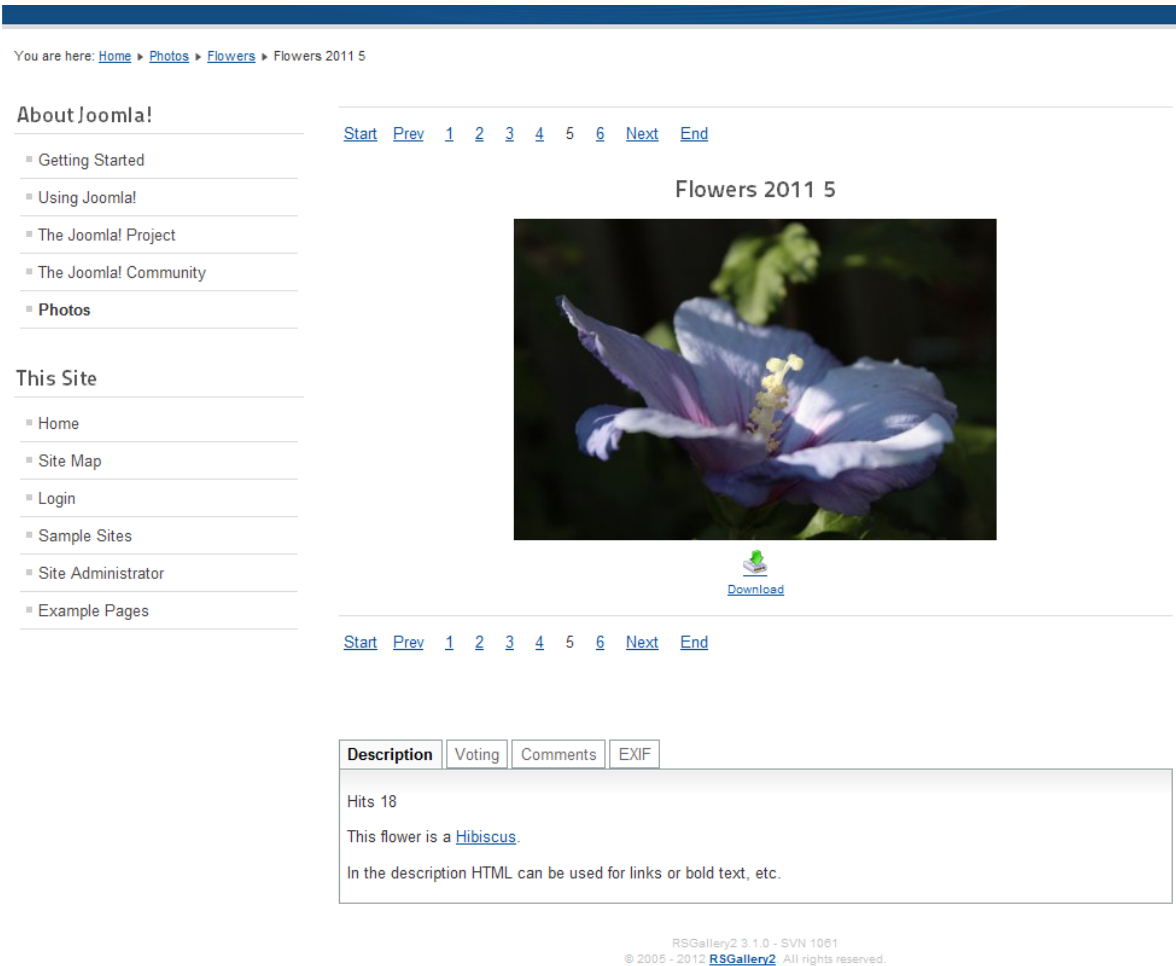 You are here: Home Photos Flowers Flowers 2011 5
About Joomla!
Getting Started
Using Joomla!
The Joomla! Project
The Joomla! Community
Photos
This Site
Home
Site Map
Login
Sample Sites
Site Administrator
Example Pages
Start Prev 1 2 3 4 5 6 Next End
Flowers 2011 5
Download
Start Prev 1 2 3 4 5 6 Next End
Description Voting Comments EXIF
Hits 18
This flower is a Hibiscus.
In the description HTML can be used for links or bold text, etc.
RSGallery2 3.1.0 - SVN 1061
© 2005 - 2012 RSGallery2. All rights reserved.